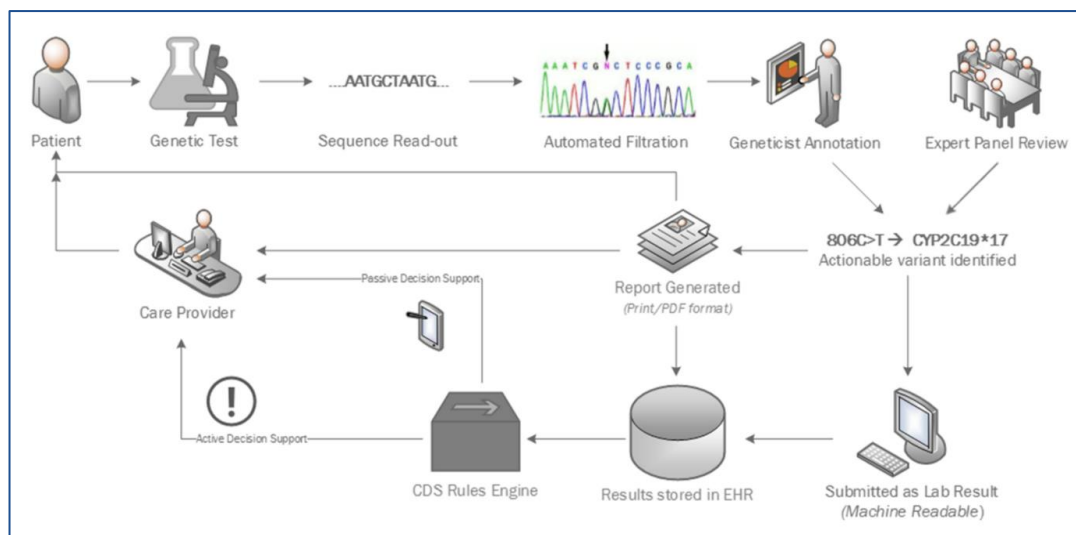 ....AATGCTAATG....
A A A T C G N C T C C C G C A
Patient
Genetic Test
Sequence Read-out
Automated Filtration
Geneticist Annotation
Expert Panel Review
806C>T → CYP2C19*17
Actionable variant identified
Report Generated
(Print/PDF format)
Care Provider
Passive Decision Support
Active Decision Support
CDS Rules Engine
Results stored in EHR
Submitted as Lab Result
(Machine Readable)